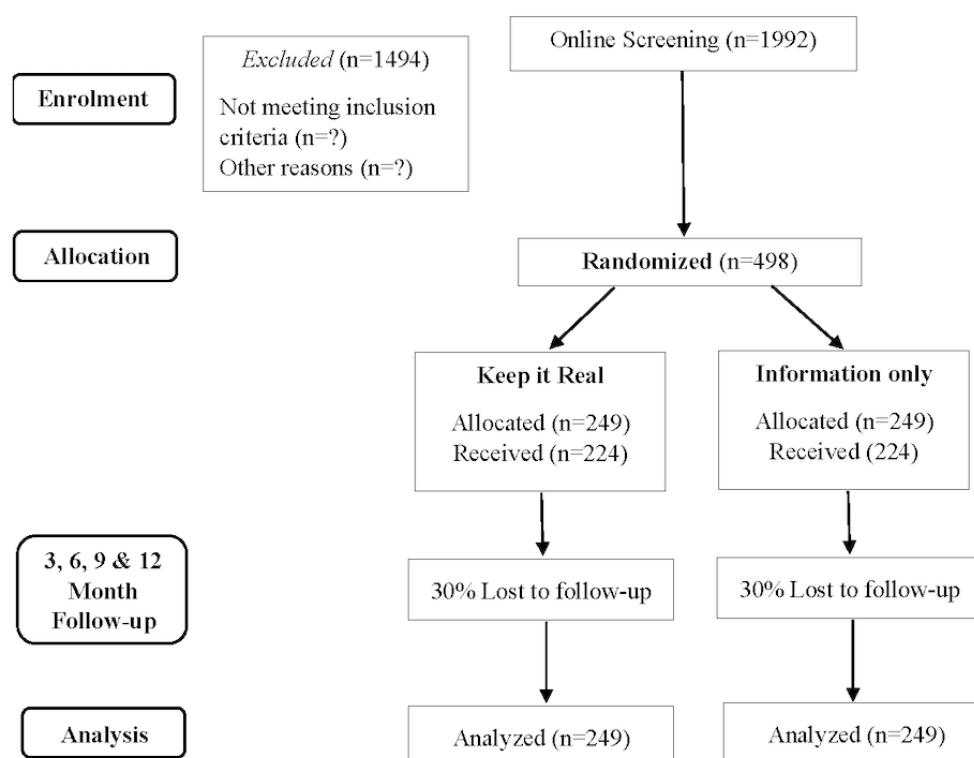 Online Screening (n=1992)
Excluded (n=1494)
Not meeting inclusion
criteria (n=?)
Other reasons (n=?)
Enrolment
Allocation
Randomized (n=498)
Keep it Real
Allocated (n=249)
Received (n=224)
Information only
Allocated (n=249)
Received (224)
3, 6, 9 & 12
Month
Follow-up
30% Lost to follow-up
30% Lost to follow-up
Analysis
Analyzed (n=249)
Analyzed (n=249)